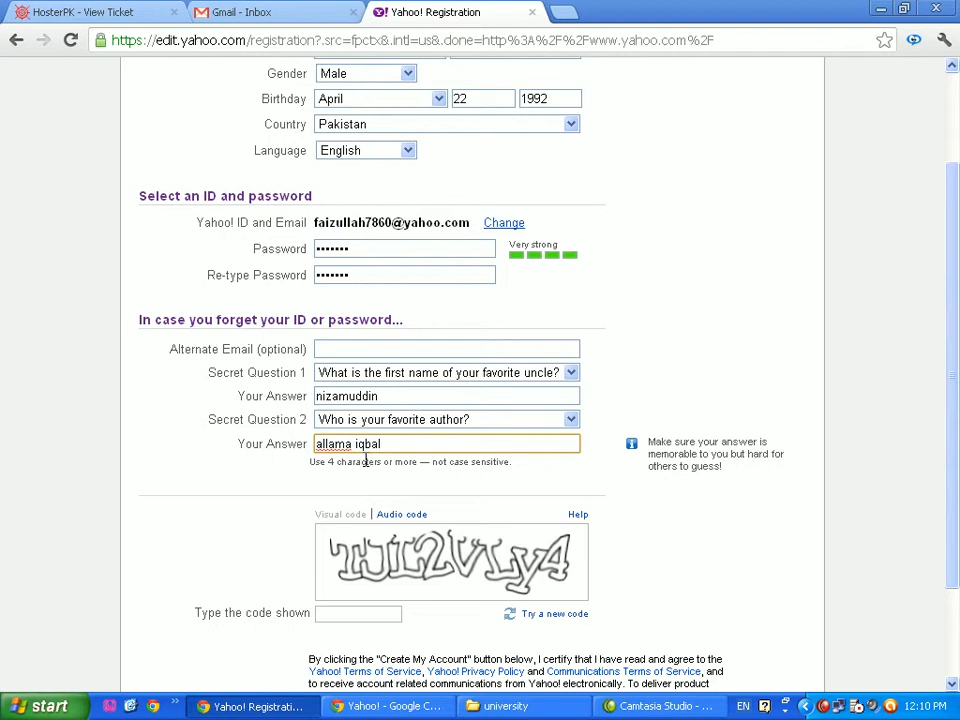 HosterPK - View Ticket
Gmail - Inbox
Yahoo! Registration
https://edit.yahoo.com/registration?.src=fpctx&.intl=us&.done=http%3A%2F%2Fwww.yahoo.com%2F
Gender Male
Birthday April 22 1992
Country Pakistan
Language English
Select an ID and password
Yahoo! ID and Email faizullah7860@yahoo.com Change
Password Very strong
Re-type Password
In case you forget your ID or password...
Alternate Email (optional)
Secret Question 1 What is the first name of your favorite uncle?
Your Answer nizamuddin
Secret Question 2 Who is your favorite author?
Your Answer allama iqbal
Use 4 characters or more — not case sensitive.
Make sure your answer is
memorable to you but hard for
others to guess!
Visual code | Audio code Help
Type the code shown Try a new code
By clicking the "Create My Account" button below, I certify that I have read and agree to the
Yahoo! Terms of Service, Yahoo! Privacy Policy and Communications Terms of Service, and
to receive account related communications from Yahoo! electronically. To deliver product
start » Yahoo! Registrati... Yahoo! - Google C... university Camtasia Studio - ... EN 12:10 PM